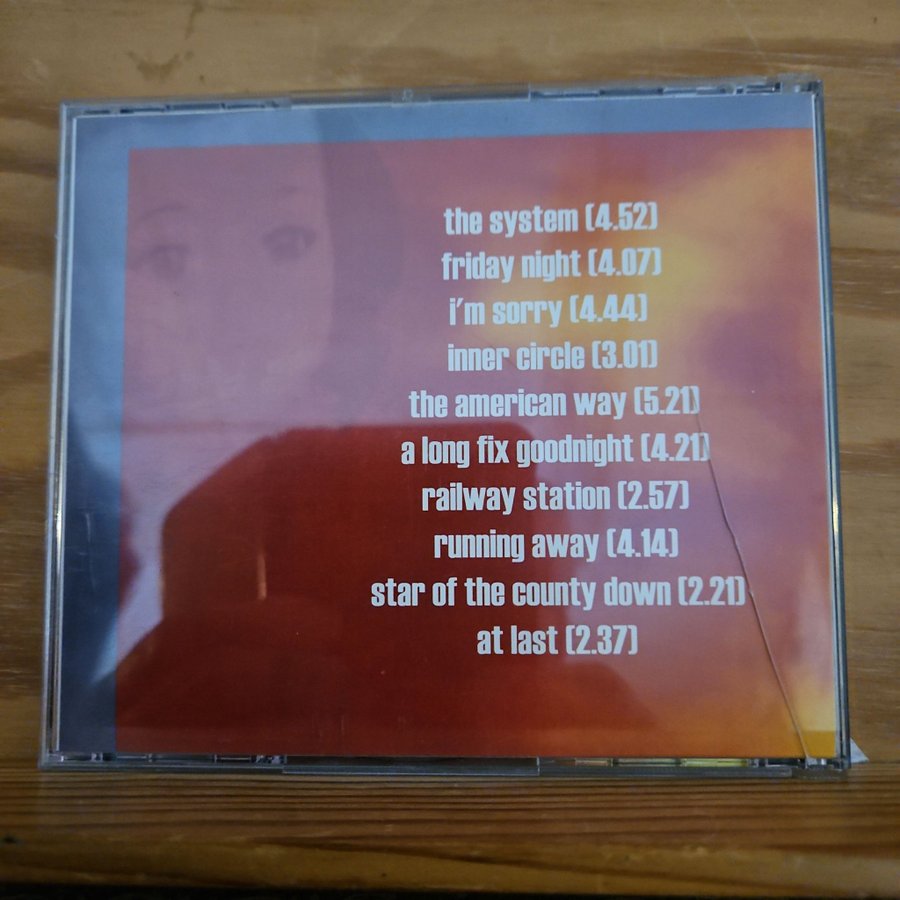 the system (4.52)
friday night (4.07)
i'm sorry (4.44)
inner circle (3.01)
the american way (5.21)
a long fix goodnight (4.21)
railway station (2.57)
running away (4.14)
star of the county down (2.21)
at last (2.37)